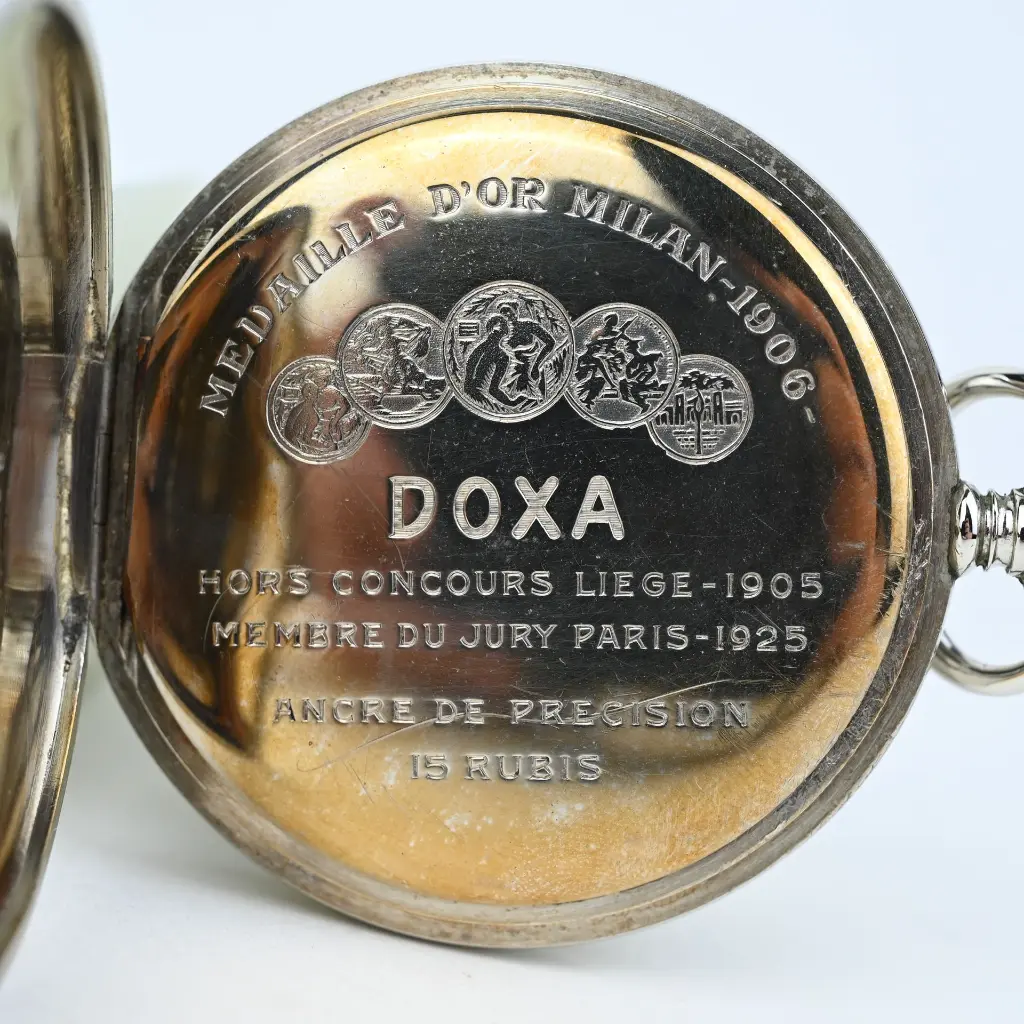 MEDAILLE D'OR MILAN-1906-
DOXA
HORS CONCOURS LIEGE-1905
MEMBRE DU JURY PARIS-1925
ANCRE DE PRECISION
15 RUBIS